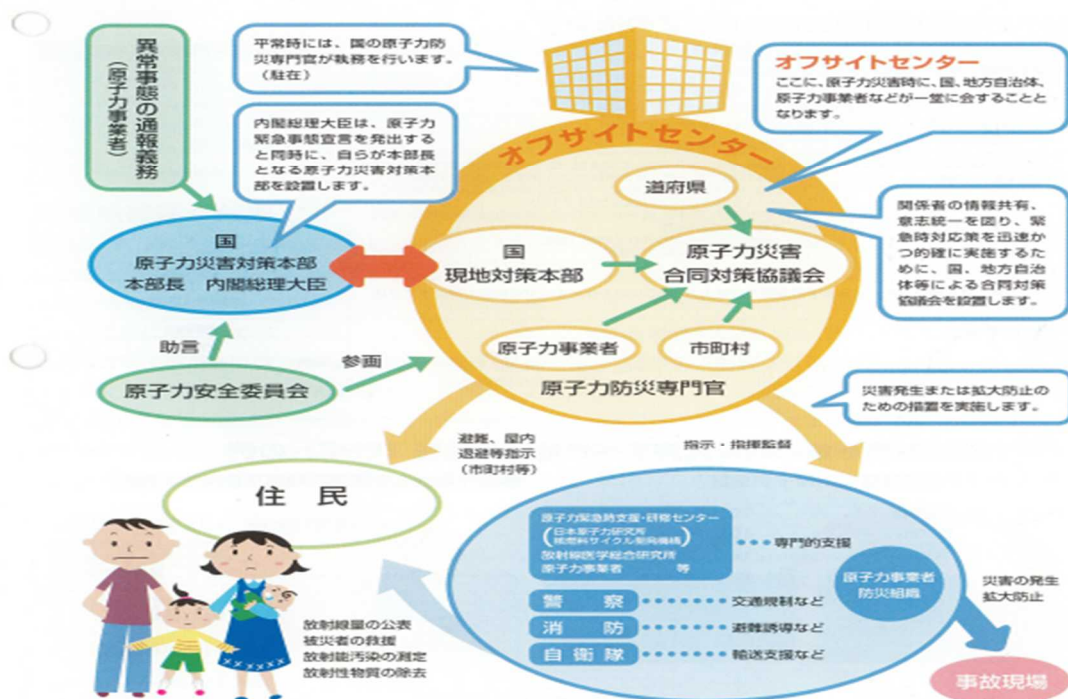 異常事態の通報義務
（原子力事業者）
平常時には、国の原子力防
災専門官が執務を行います。
（駐在）
内閣総理大臣は、原子力
緊急事態宣言を発出する
と同時に、自らが本部長
となる原子力災害対策本
部を設置します。
オフサイトセンター
ここに、原子力災害時に、国、地方自治体、
原子力事業者などが一堂に会することと
なります。
オフサイトセンター
道府県
関係者の情報共有、
意志統一を図り、緊
急時対応策を迅速か
つ的確に実施するた
めに、国、地方自治
体等による合同対策
協議会を設置します。
国
原子力災害対策本部
本部長　内閣総理大臣
国
現地対策本部
原子力災害
合同対策協議会
原子力事業者
市町村
原子力防災専門官
助言
参画
原子力安全委員会
災害発生または拡大防止の
ための措置を実施します。
避難、屋内
退避等指示
（市町村等）
指示・指揮監督
住　民
原子力緊急時支援・研修センター
（日本原子力研究所
核燃料サイクル開発機構）
放射線医学総合研究所
原子力事業者　等
専門的支援
警　察
交通規制など
消　防
避難誘導など
自衛隊
輸送支援など
原子力事業者
防災組織
災害の発生
拡大防止
事故現場
放射線量の公表
被災者の救援
放射能汚染の測定
放射性物質の除去